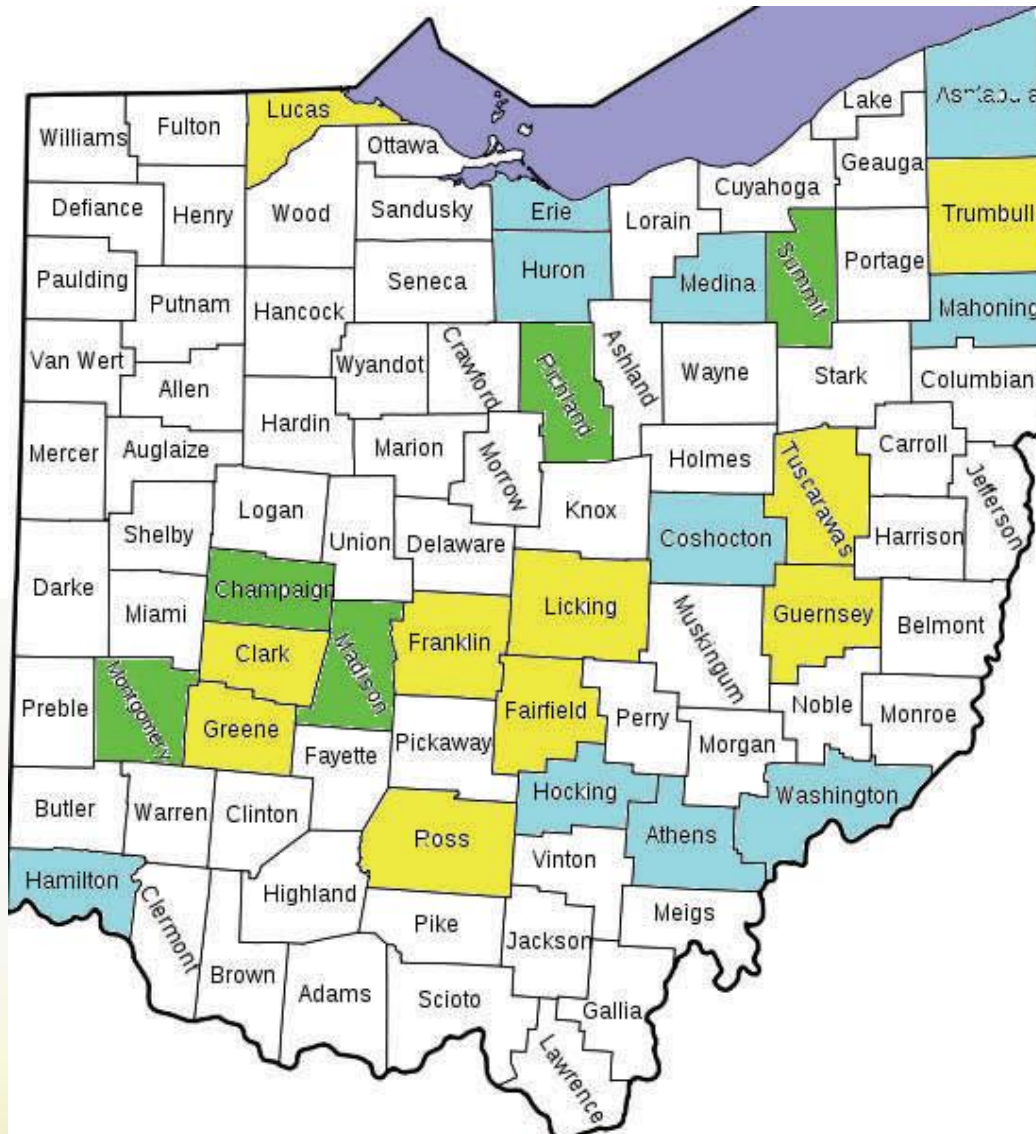 Lake
Ashtabula
Lucas
Fulton
Williams
Ottawa
Geauga
Cuyahoga
Defiance
Henry
Wood
Sandusky
Erie
Lorain
Trumbull
Huron
Medina
Summit
Portage
Paulding
Seneca
Putnam
Hancock
Mahoning
Van Wert
Wyandot
Crawford
Richland
Ashland
Wayne
Stark
Columbian
Allen
Hardin
Mercer
Auglaize
Marion
Morrow
Holmes
Tuscarawas
Carroll
Jefferson
Logan
Knox
Shelby
Union
Delaware
Coshocton
Harrison
Darke
Champaign
Miami
Licking
Muskingum
Guernsey
Belmont
Clark
Madison
Franklin
Montgomery
Preble
Greene
Fairfield
Perry
Noble
Monroe
Fayette
Pickaway
Morgan
Butler
Warren
Clinton
Hocking
Washington
Ross
Athens
Vinton
Hamilton
Clermont
Highland
Meigs
Pike
Jackson
Brown
Adams
Scioto
Gallia
Lawrence